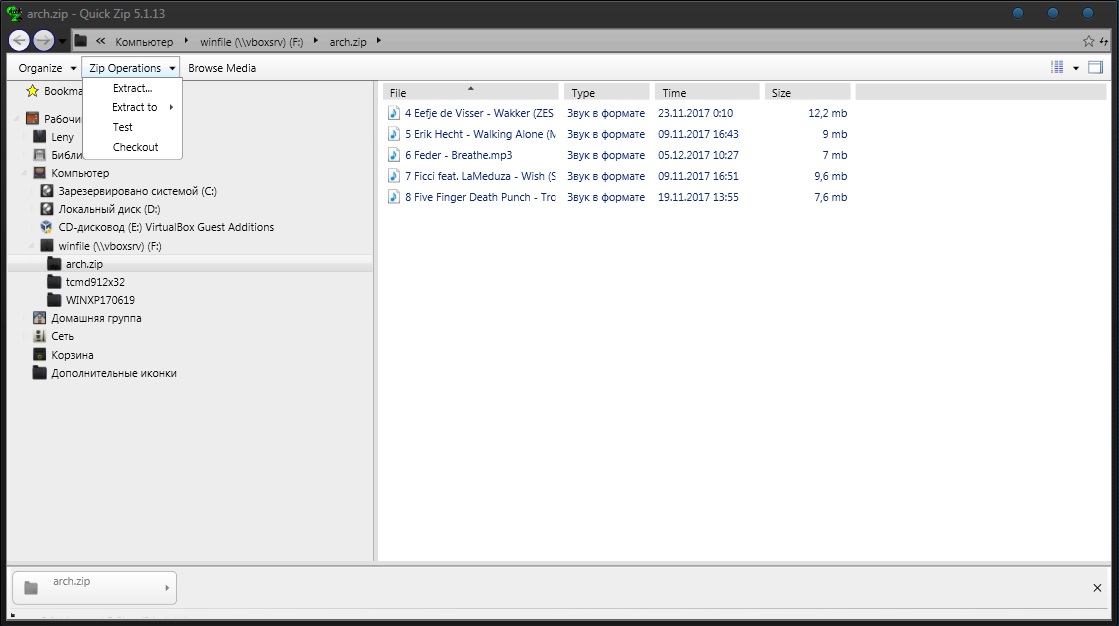 arch.zip - Quick Zip 5.1.13
« Компьютер winfile (\\vboxsrv) (F:) arch.zip
Organize Zip Operations Browse Media
Extract...
Extract to
Test
Checkout
Bookma
Рабочи
Leny
Библи
Компьютер
Зарезервировано системой (C:)
Локальный диск (D:)
CD-дисковод (E:) VirtualBox Guest Additions
winfile (\\vboxsrv) (F:)
arch.zip
tcmd912x32
WINXP170619
Домашняя группа
Сеть
Корзина
Дополнительные иконки
File Type Time Size
4 Eefje de Visser - Wakker (ZES Звук в формате 23.11.2017 0:10 12,2 mb
5 Erik Hecht - Walking Alone (M Звук в формате 09.11.2017 16:43 9 mb
6 Feder - Breathe.mp3 Звук в формате 05.12.2017 10:27 7 mb
7 Ficci feat. LaMeduza - Wish (S Звук в формате 09.11.2017 16:51 9,6 mb
8 Five Finger Death Punch - Tro Звук в формате 19.11.2017 13:55 7,6 mb
arch.zip